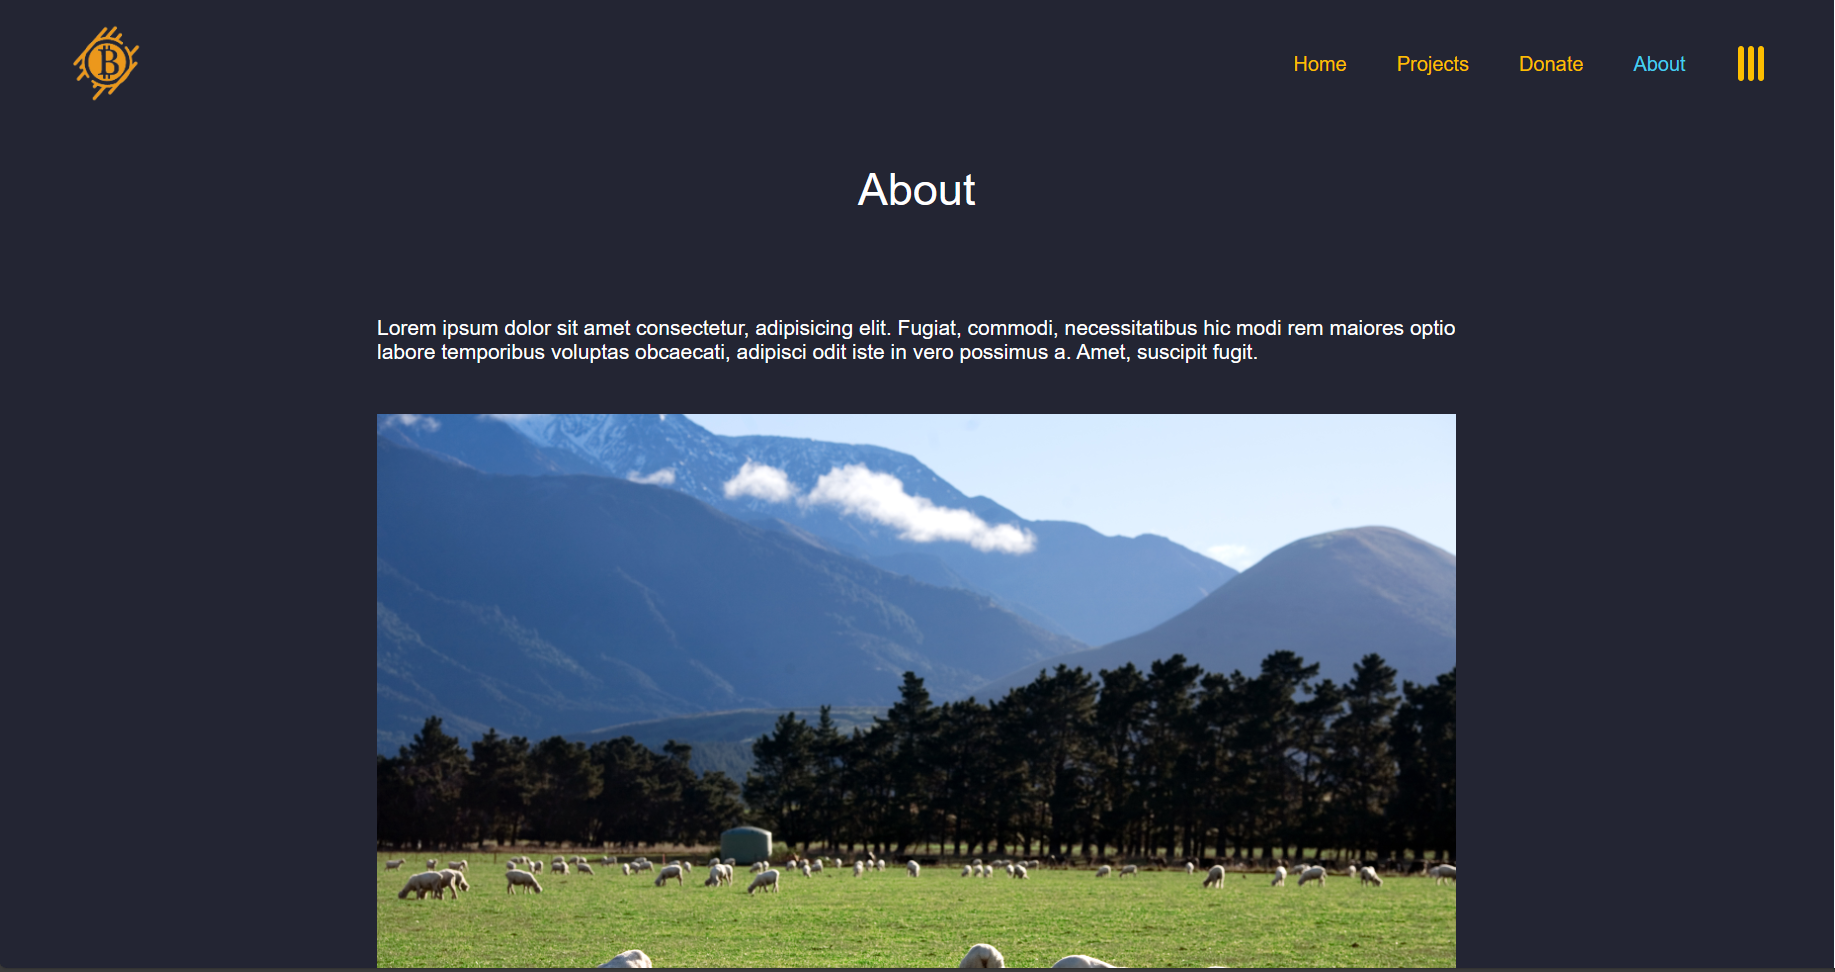 B
Home Projects Donate About
About
Lorem ipsum dolor sit amet consectetur, adipisicing elit. Fugiat, commodi, necessitatibus hic modi rem maiores optio
labore temporibus voluptas obcaecati, adipisci odit iste in vero possimus a. Amet, suscipit fugit.